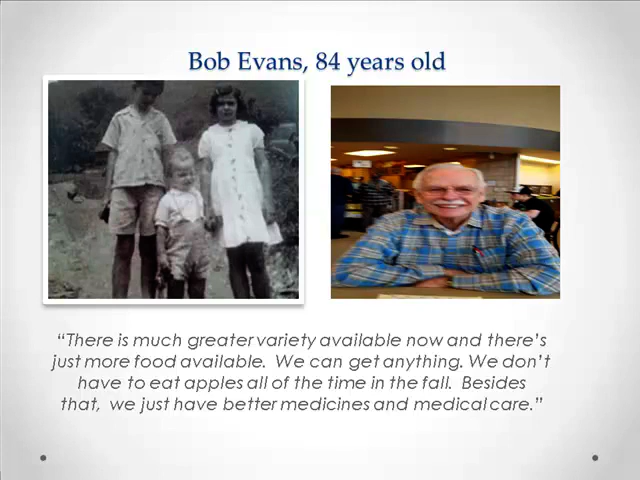 Bob Evans, 84 years old
“There is much greater variety available now and there’s
just more food available.  We can get anything. We don’t
have to eat apples all of the time in the fall.  Besides
that,  we just have better medicines and medical care.”